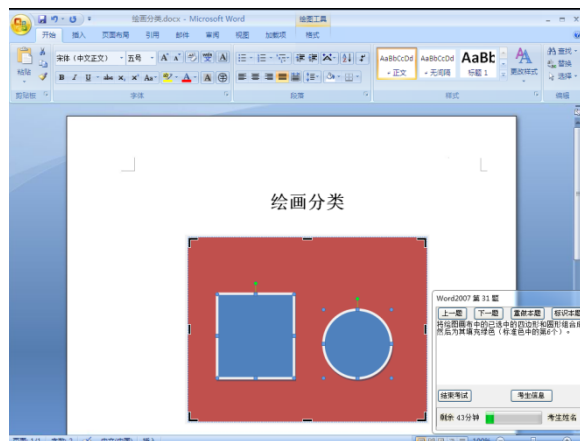 绘画分类.docx - Microsoft Word
绘图工具
开始 插入 页面布局 引用 邮件 审阅 视图 加载项 格式
粘贴
宋体 (中文正文) 五号
B I U abc x₂ x² Aa A
AaBbCcDd AaBbCcDd AaBb
正文 无间隔 标题 1
更改样式
查找
替换
选择
剪贴板 字体 段落 样式 编辑
绘画分类
Word2007 第 31 题
上一题 下一题 重做本题 标识本题
将绘图画布中的已选中的四边形和圆形组合
然后为其填充绿色（标准色中的第6个）。
结束考试 考生信息
剩余 43分钟 考生姓名